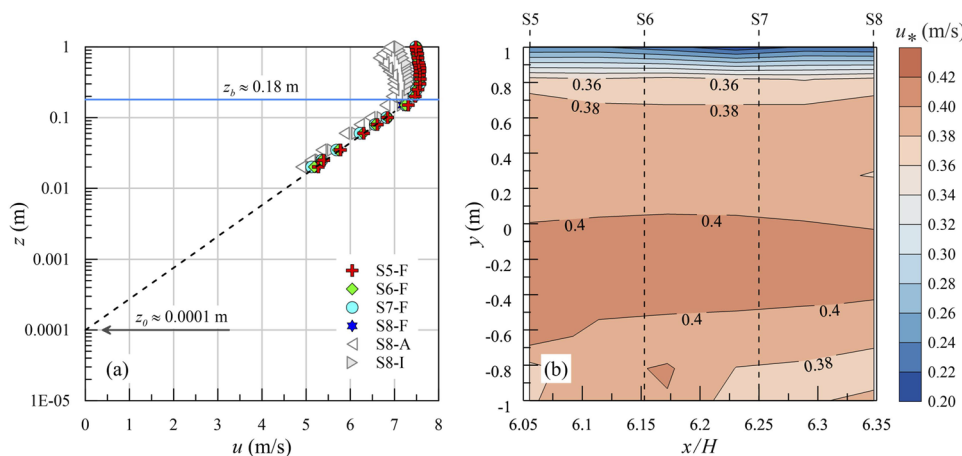 1
0.1
0.01
0.001
0.0001
1E-05
z (m)
z_b ≈ 0.18 m
z_0 ≈ 0.0001 m
S5-F
S6-F
S7-F
S8-F
S8-A
S8-I
(a)
0 1 2 3 4 5 6 7 8
u (m/s)
S5 S6 S7 S8
1
0.8
0.6
0.4
0.2
0
-0.2
-0.4
-0.6
-0.8
-1
y (m)
0.36 0.36
0.38 0.38
0.4 0.4
0.4 0.4
0.38
(b)
6.05 6.1 6.15 6.2 6.25 6.3 6.35
x/H
u* (m/s)
0.42
0.40
0.38
0.36
0.34
0.32
0.30
0.28
0.26
0.24
0.22
0.20